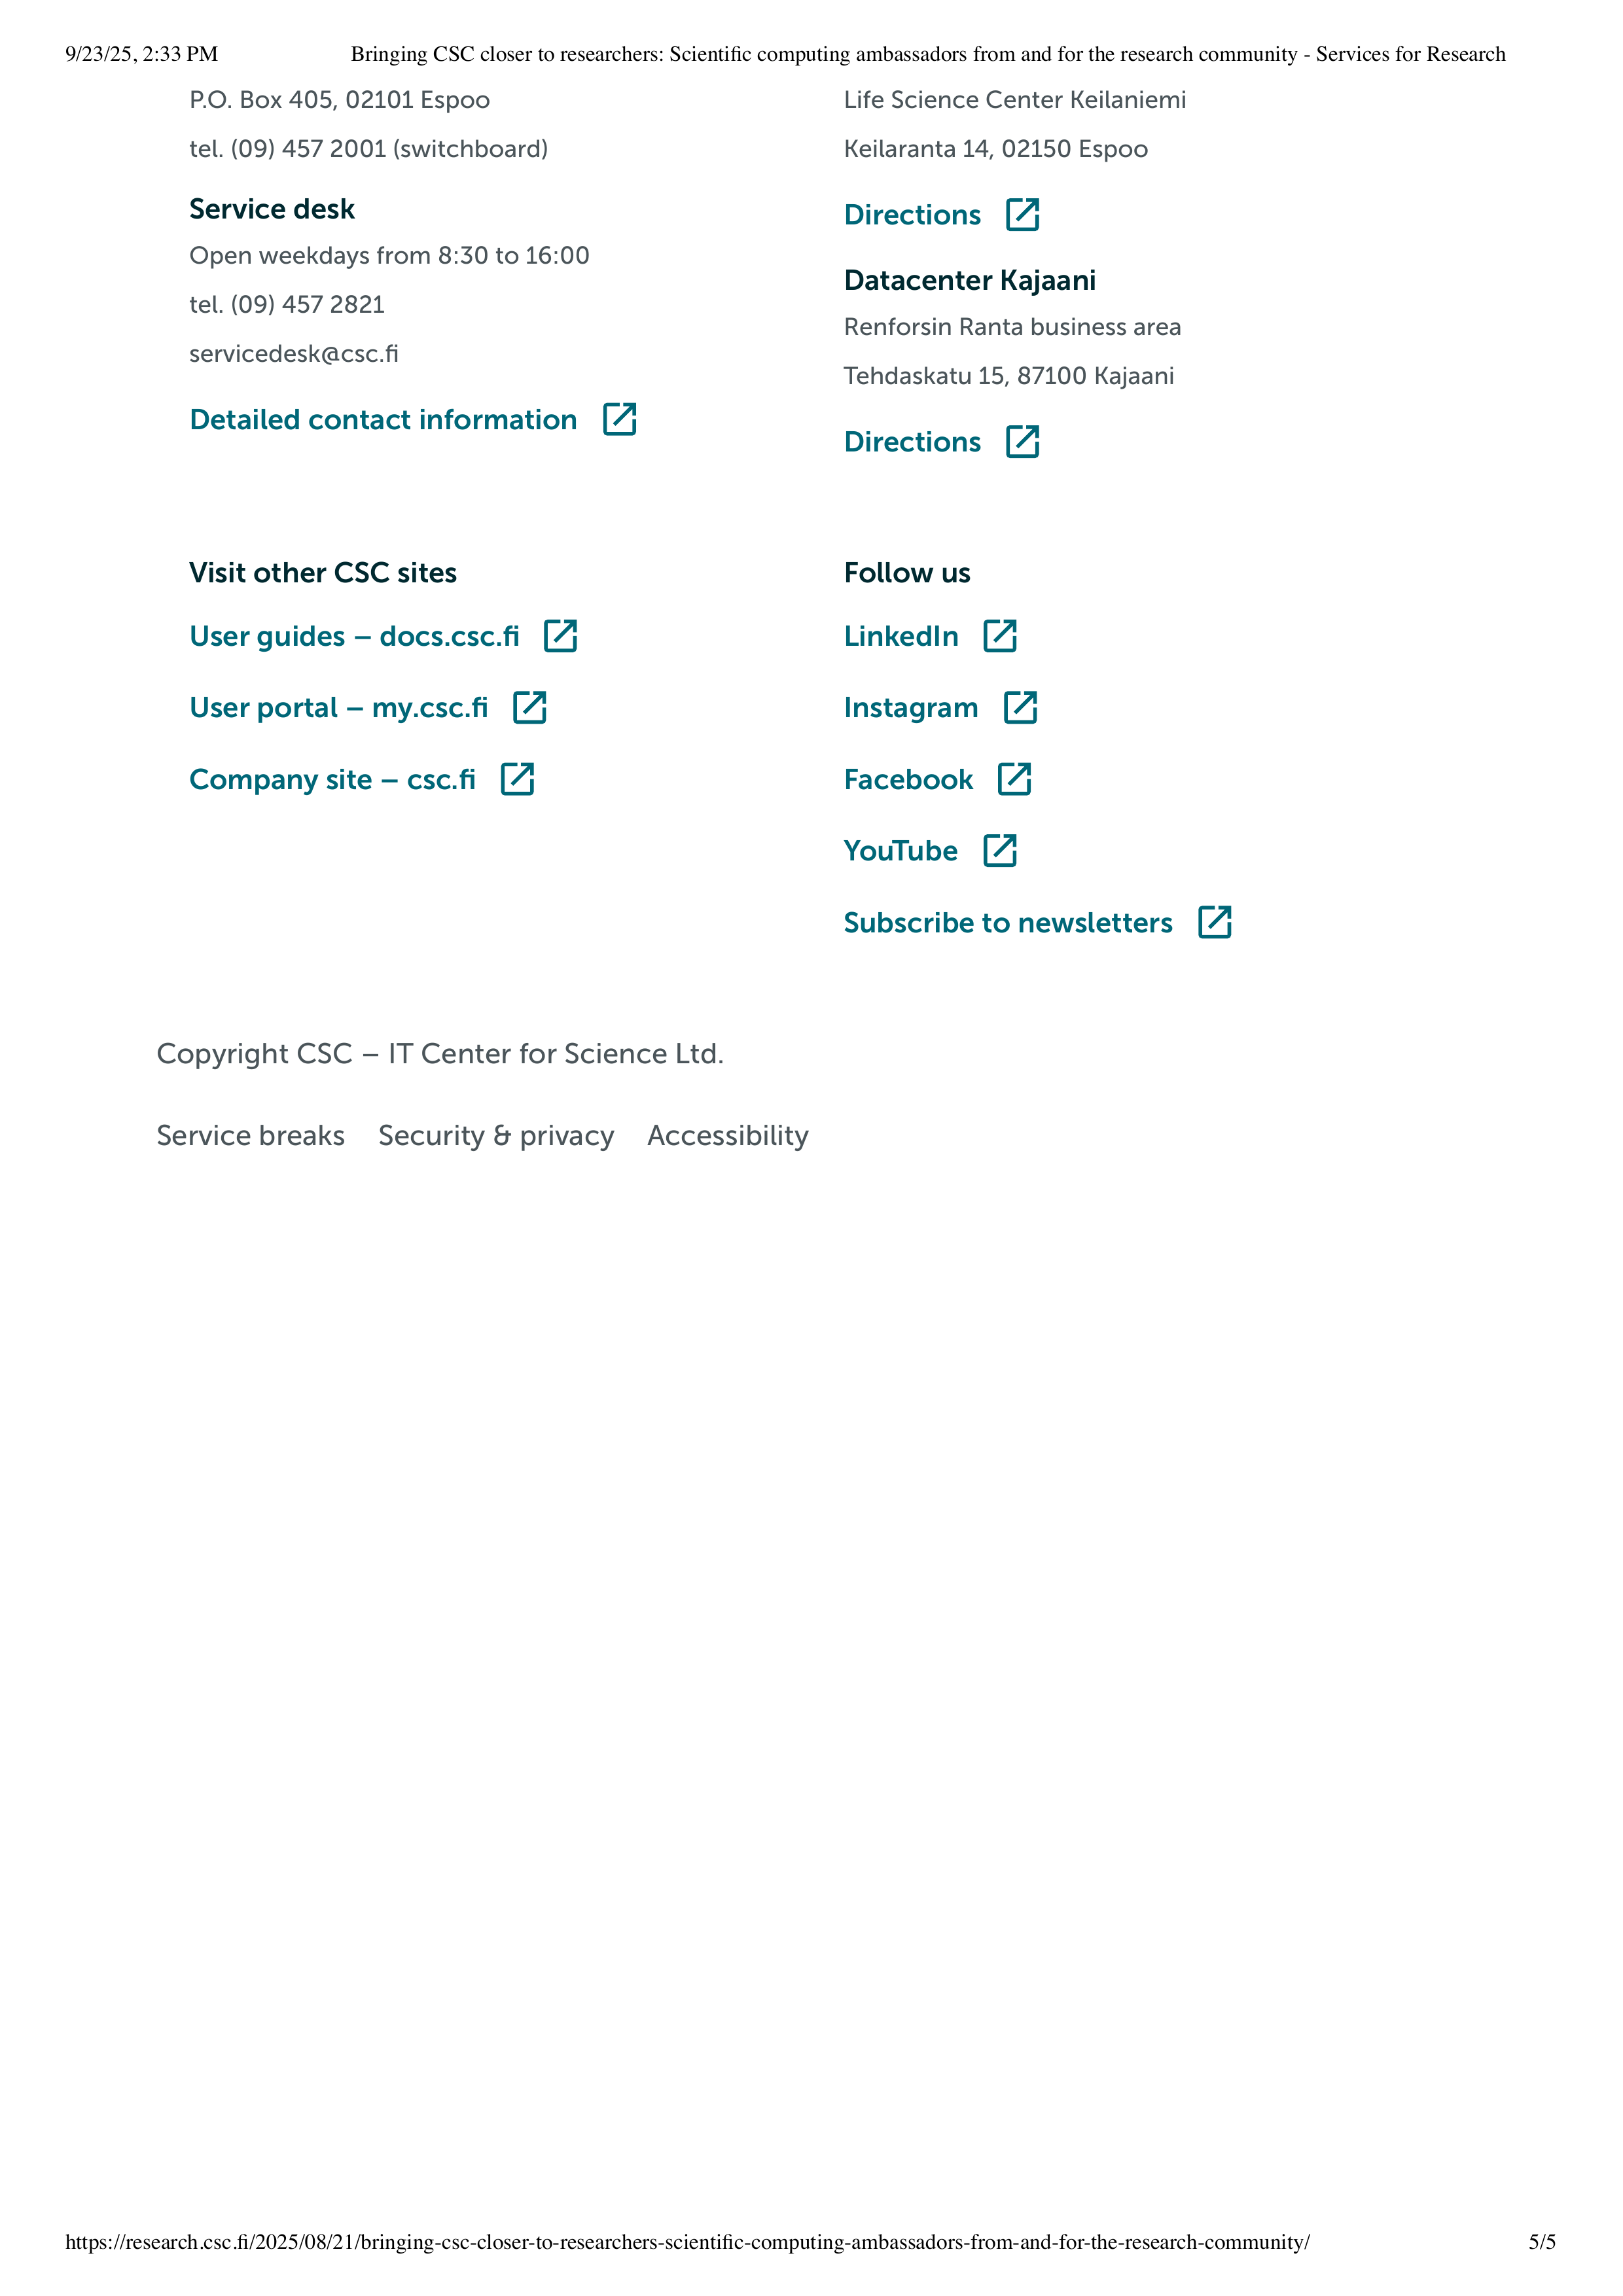 9/23/25, 2:33 PM
Bringing CSC closer to researchers: Scientific computing ambassadors from and for the research community - Services for Research
P.O. Box 405, 02101 Espoo
tel. (09) 457 2001 (switchboard)
Service desk
Open weekdays from 8:30 to 16:00
tel. (09) 457 2821
servicedesk@csc.fi
Detailed contact information
Life Science Center Keilaniemi
Keilaranta 14, 02150 Espoo
Directions
Datacenter Kajaani
Renforsin Ranta business area
Tehdaskatu 15, 87100 Kajaani
Directions
Visit other CSC sites
User guides – docs.csc.fi
User portal – my.csc.fi
Company site – csc.fi
Follow us
LinkedIn
Instagram
Facebook
YouTube
Subscribe to newsletters
Copyright CSC – IT Center for Science Ltd.
Service breaks Security & privacy Accessibility
https://research.csc.fi/2025/08/21/bringing-csc-closer-to-researchers-scientific-computing-ambassadors-from-and-for-the-research-community/
5/5